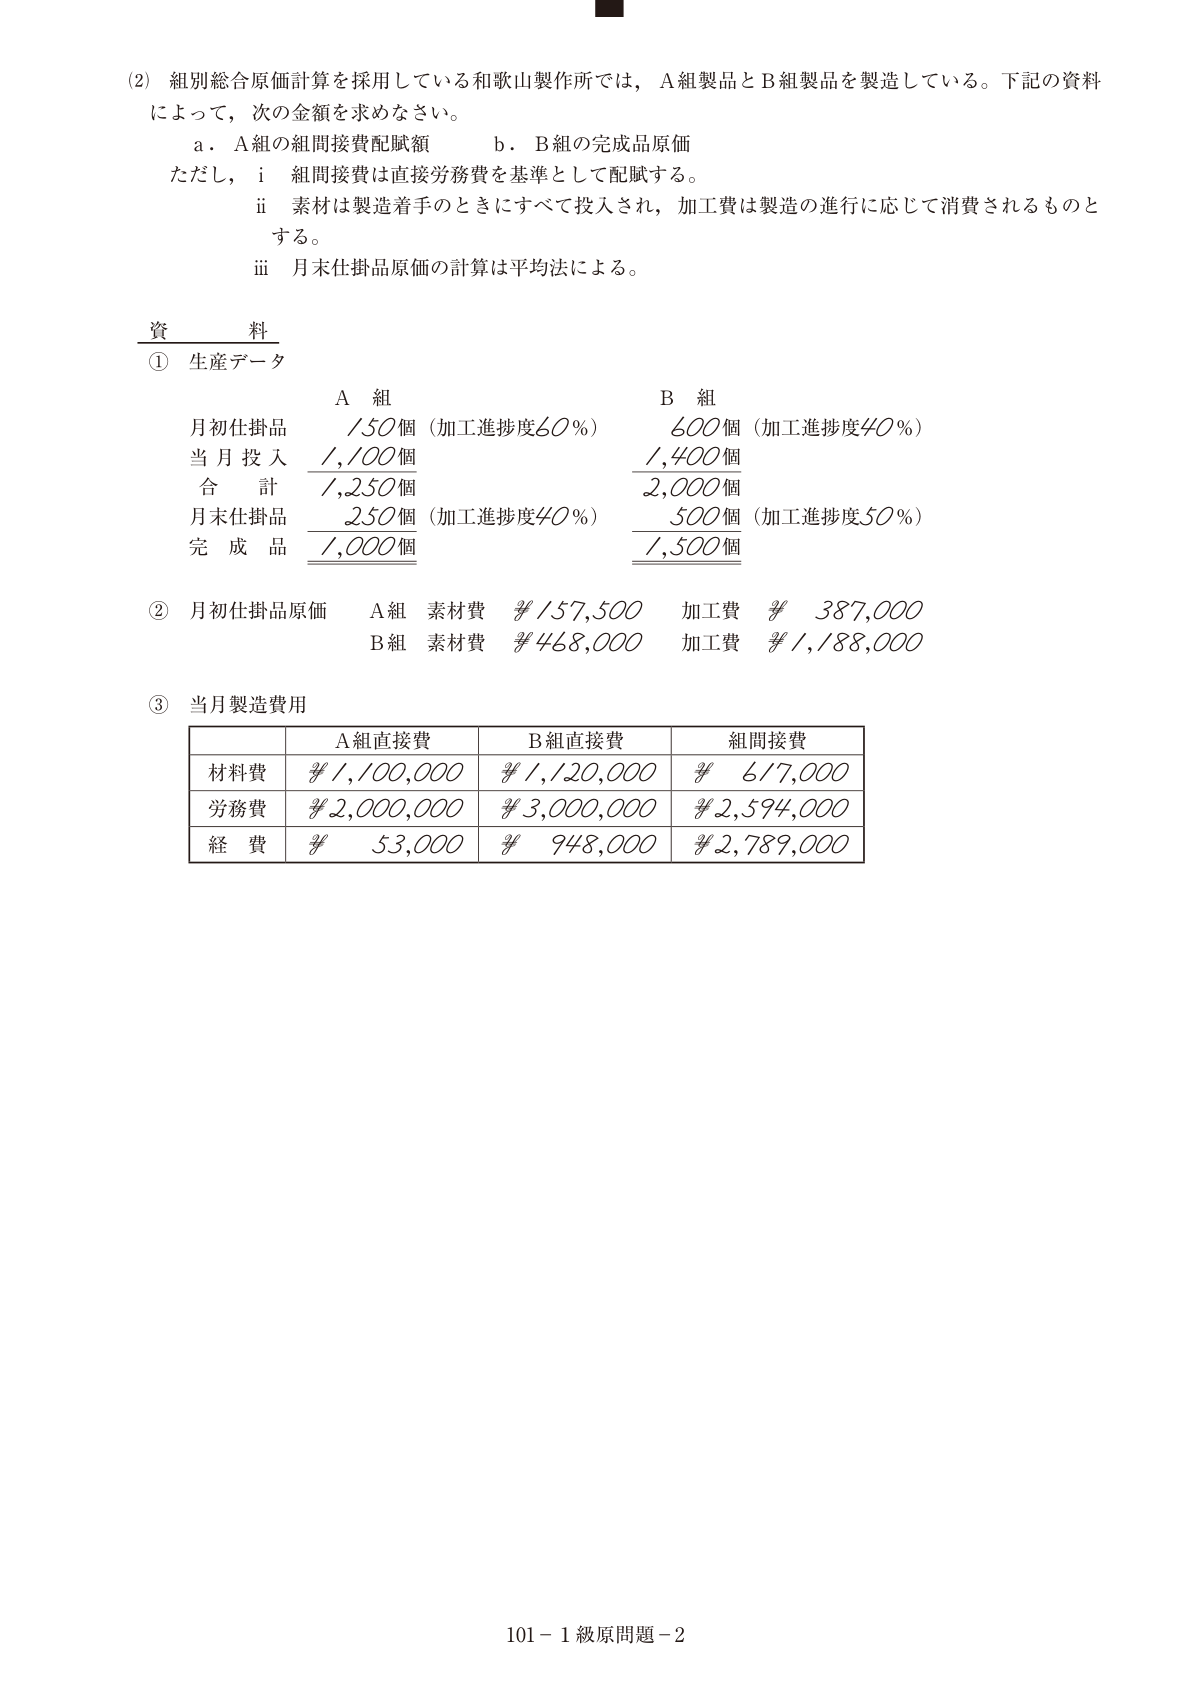 ⑵ 組別総合原価計算を採用している和歌山製作所では，Ａ組製品とＢ組製品を製造している。下記の資料
によって，次の金額を求めなさい。
ａ．Ａ組の組間接費配賦額 ｂ．Ｂ組の完成品原価
ただし，ⅰ 組間接費は直接労務費を基準として配賦する。
ⅱ 素材は製造着手のときにすべて投入され，加工費は製造の進行に応じて消費されるものと
する。
ⅲ 月末仕掛品原価の計算は平均法による。
資 料
① 生産データ
Ａ 組 Ｂ 組
月初仕掛品 150個（加工進捗度60％） 600個（加工進捗度40％）
当月投入 1,100個 1,400個
合 計 1,250個 2,000個
月末仕掛品 250個（加工進捗度40％） 500個（加工進捗度50％）
完 成 品 1,000個 1,500個
② 月初仕掛品原価 Ａ組 素材費 ¥157,500 加工費 ¥ 387,000
Ｂ組 素材費 ¥468,000 加工費 ¥1,188,000
③ 当月製造費用
Ａ組直接費 Ｂ組直接費 組間接費
材料費 ¥1,100,000 ¥1,120,000 ¥ 617,000
労務費 ¥2,000,000 ¥3,000,000 ¥2,594,000
経 費 ¥ 53,000 ¥ 948,000 ¥2,789,000
101－１級原問題－2